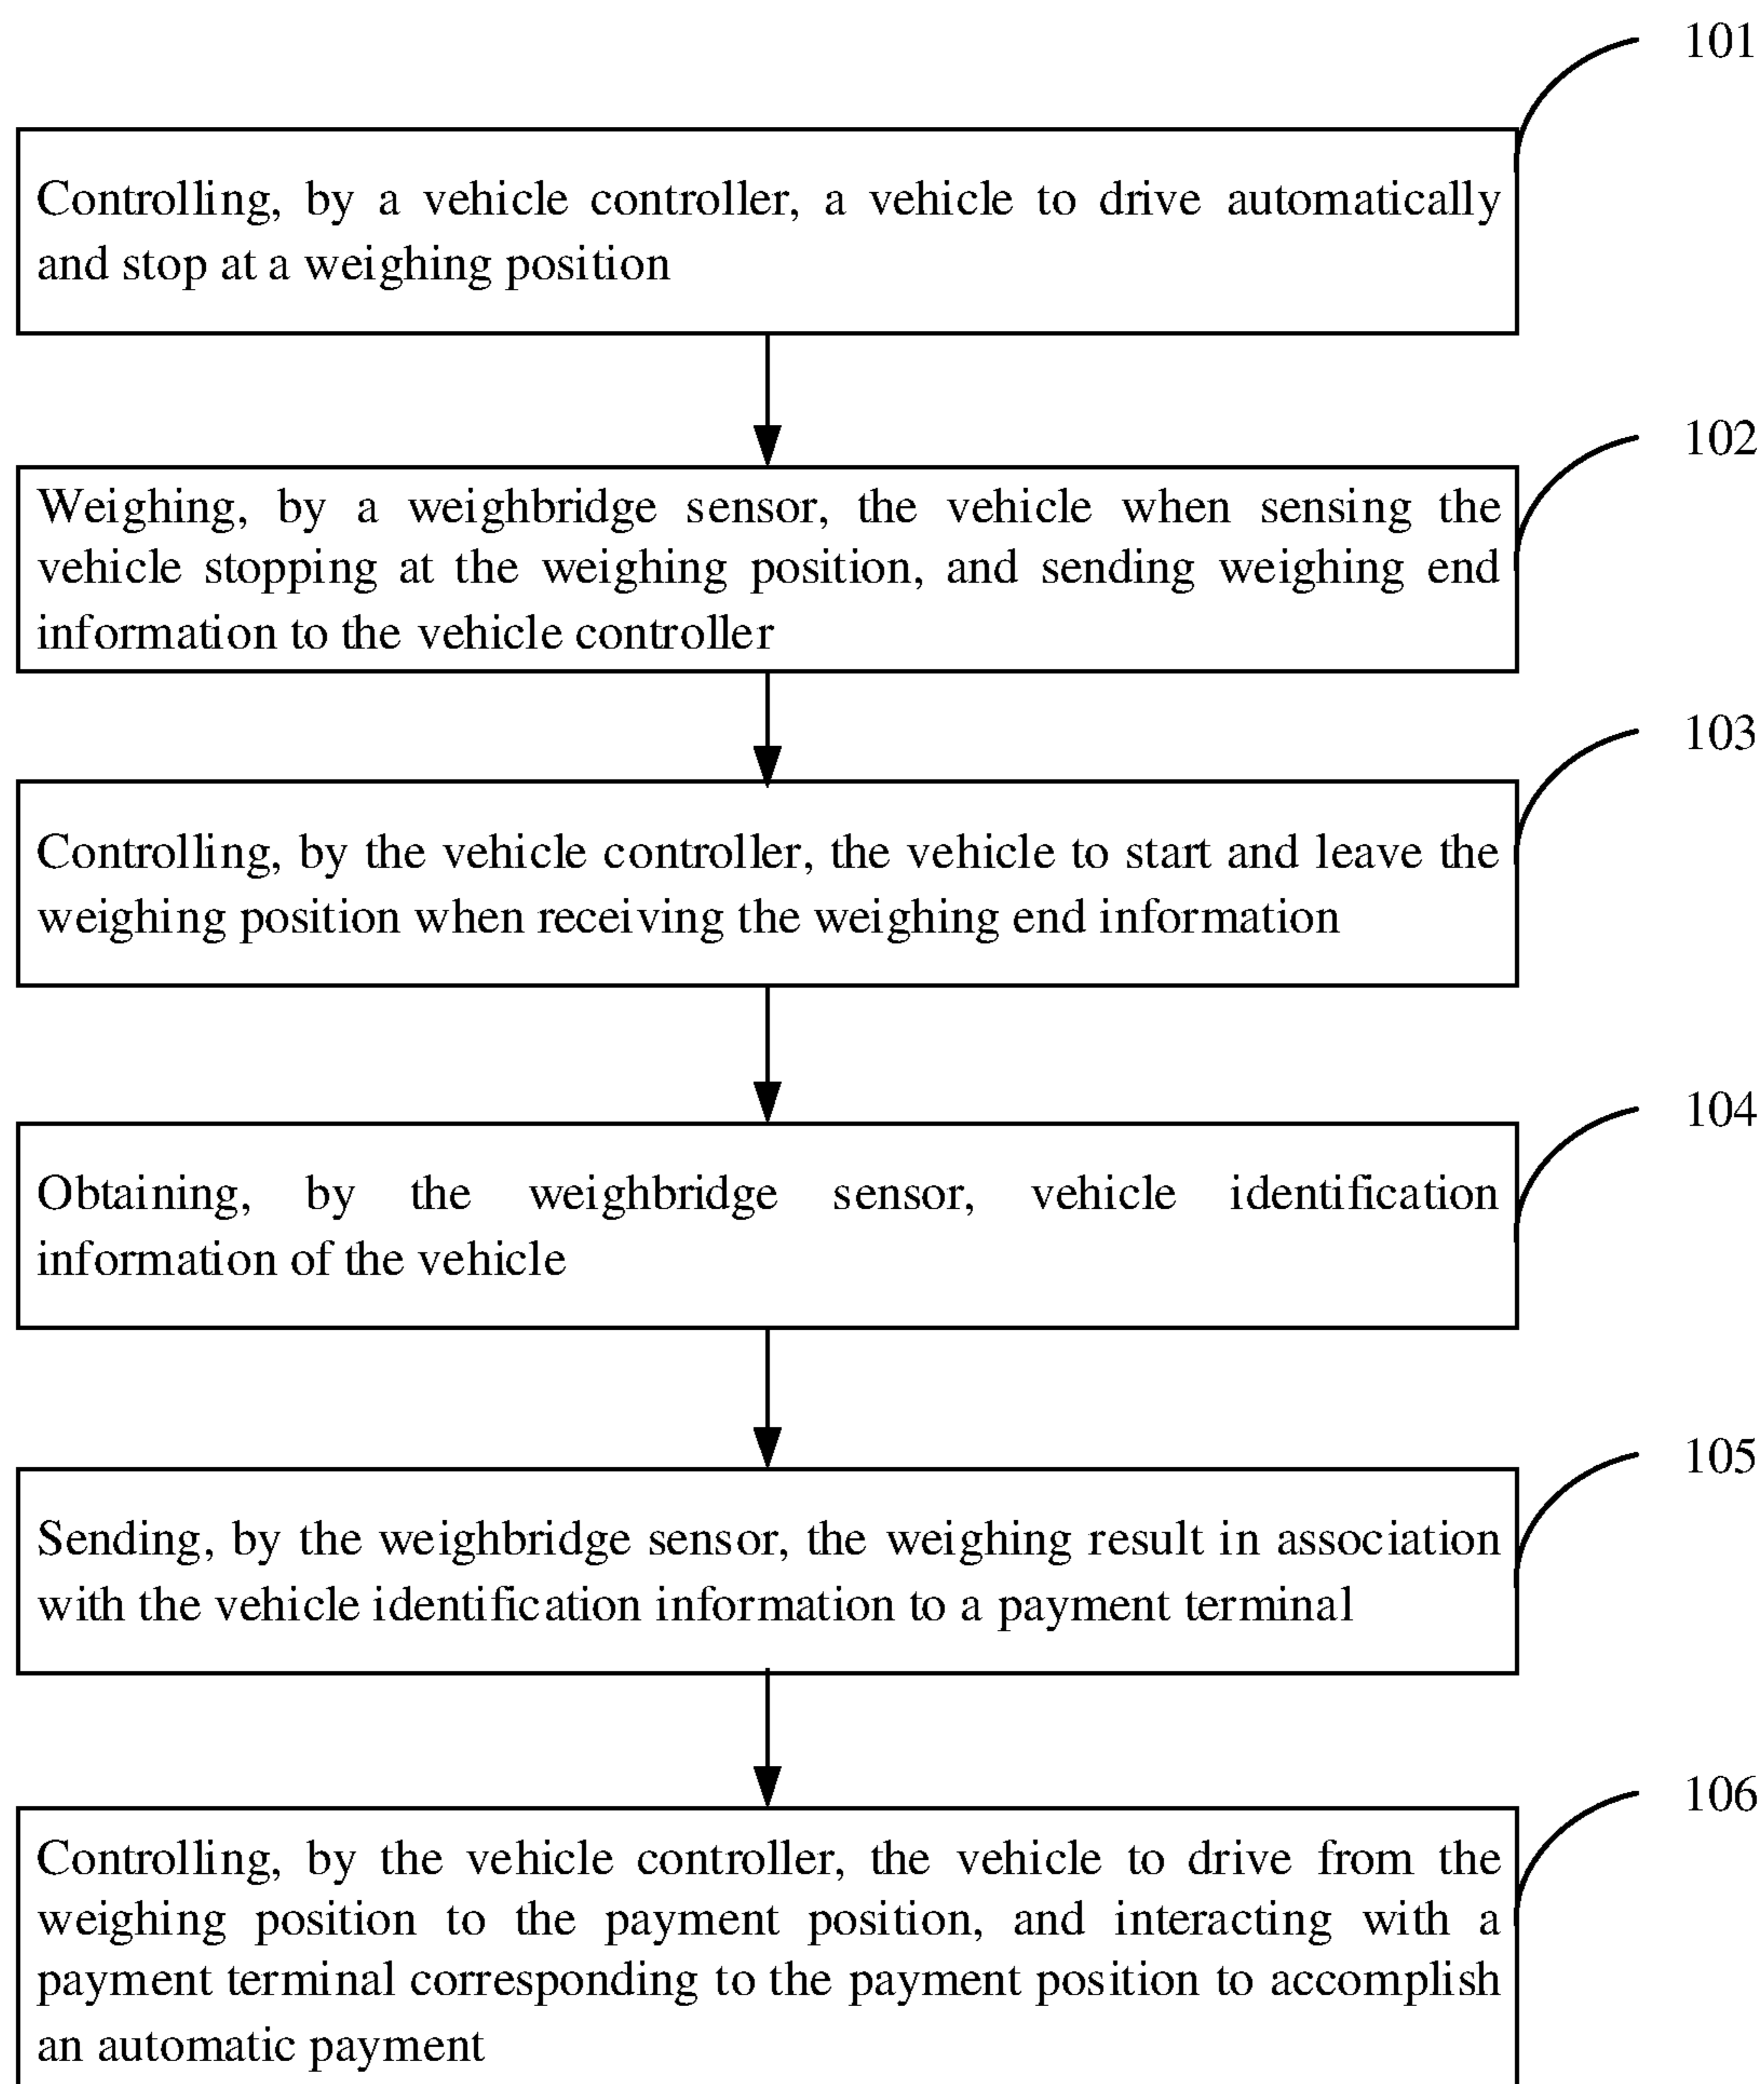 101
Controlling, by a vehicle controller, a vehicle to drive automatically
and stop at a weighing position
102
Weighing, by a weighbridge sensor, the vehicle when sensing the
vehicle stopping at the weighing position, and sending weighing end
information to the vehicle controller
103
Controlling, by the vehicle controller, the vehicle to start and leave the
weighing position when receiving the weighing end information
104
Obtaining, by the weighbridge sensor, vehicle identification
information of the vehicle
105
Sending, by the weighbridge sensor, the weighing result in association
with the vehicle identification information to a payment terminal
106
Controlling, by the vehicle controller, the vehicle to drive from the
weighing position to the payment position, and interacting with a
payment terminal corresponding to the payment position to accomplish
an automatic payment